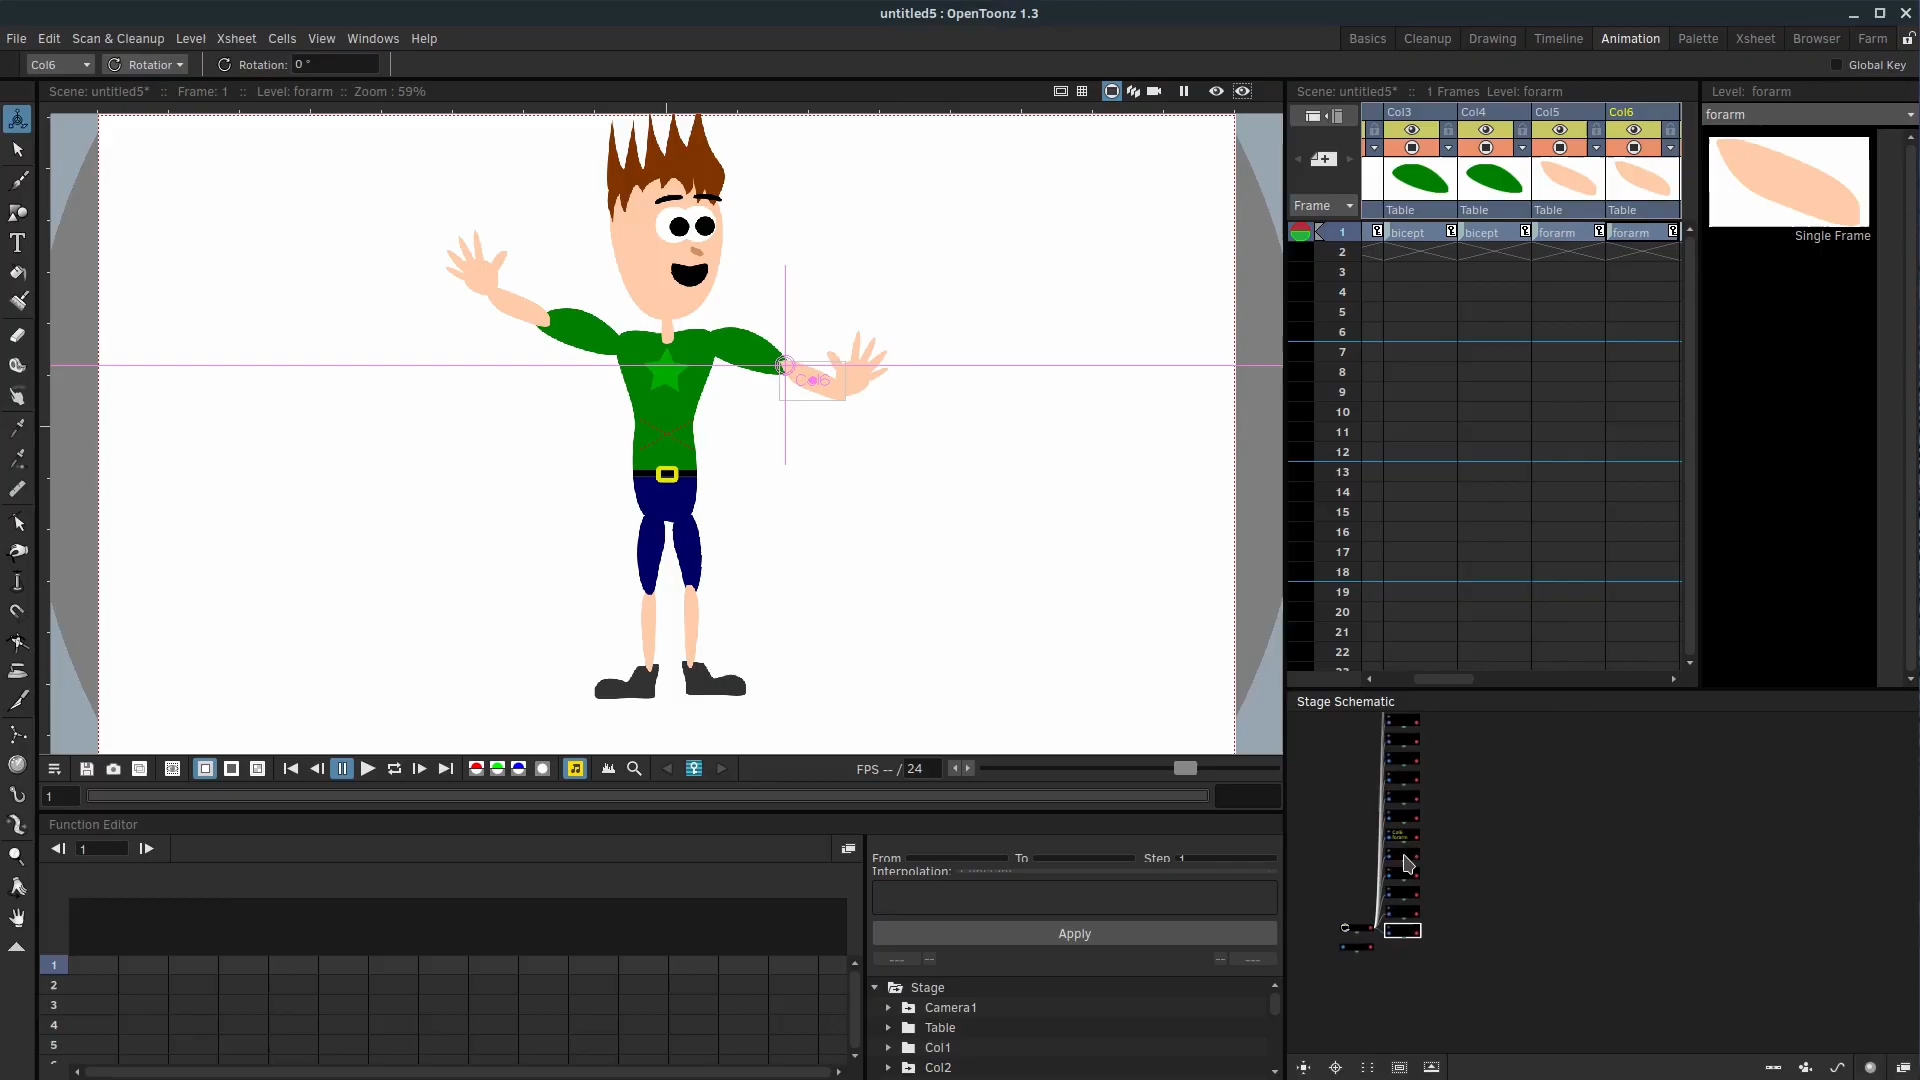 untitled5 : OpenToonz 1.3
File Edit Scan & Cleanup Level Xsheet Cells View Windows Help
Basics Cleanup Drawing Timeline Animation Palette Xsheet Browser Farm
Col6 Rotation Rotation: 0 ° Global Key
Scene: untitled5* :: Frame: 1 :: Level: forarm :: Zoom : 59%
Scene: untitled5* :: 1 Frames Level: forarm
Level: forarm
Col3 Col4 Col5 Col6
forarm
Table Table Table Table
Frame
Single Frame
1 bicept bicept forarm forarm
2
3
4
5
6
7
8
9
10
11
12
13
14
15
16
17
18
19
20
21
22
Col6
Stage Schematic
Col6
forarm
FPS -- / 24
1
Function Editor
1
From To Step 1
Interpolation:
Apply
--- -- -- ---
1
2
3
4
5
Stage
Camera1
Table
Col1
Col2